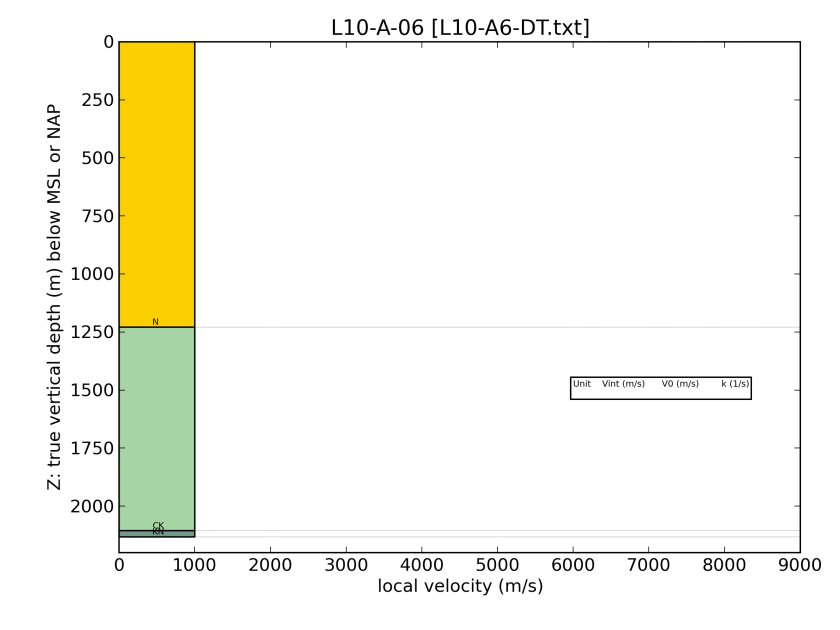 L10-A-06 [L10-A6-DT.txt]
0
250
500
750
1000
1250
1500
1750
2000
Z: true vertical depth (m) below MSL or NAP
N
CK
KN
Unit Vint (m/s) V0 (m/s) k (1/s)
0 1000 2000 3000 4000 5000 6000 7000 8000 9000
local velocity (m/s)